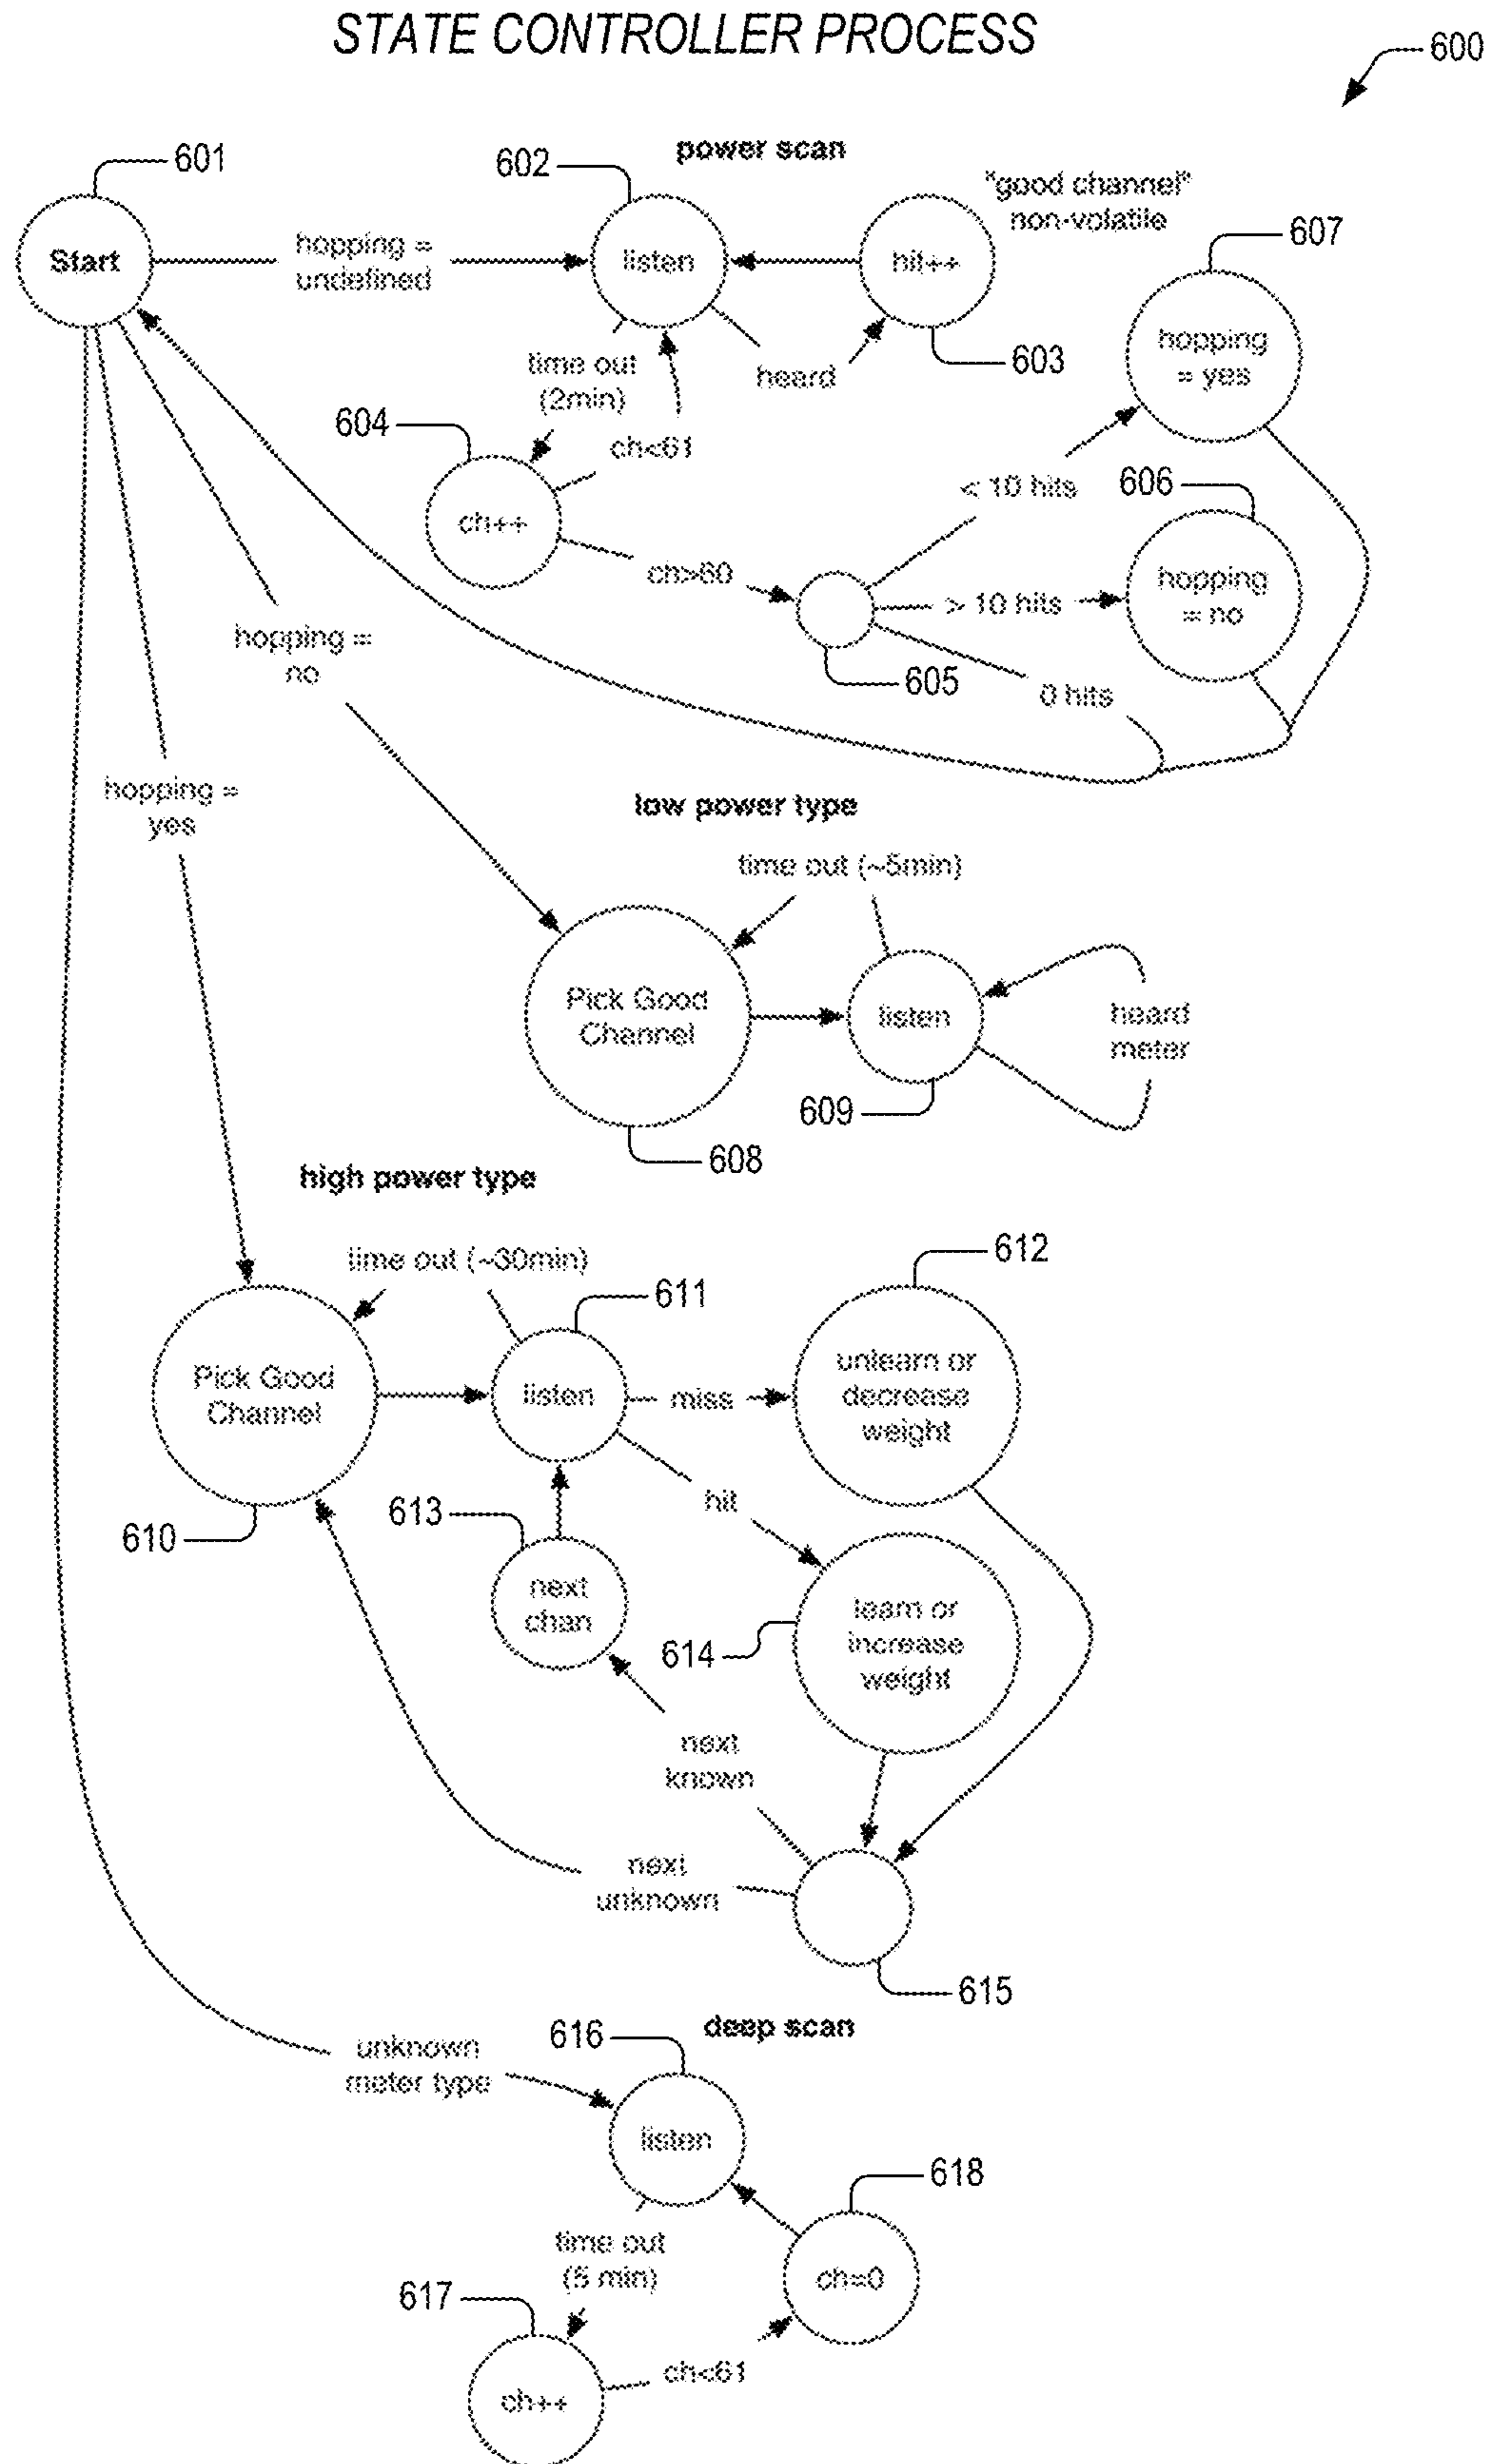 STATE CONTROLLER PROCESS
600
601
602
power scan
"good channel"
non-volatile
607
Start
hopping =
undefined
listen
hit++
603
hopping
= yes
time out
(2min)
heard
604
ch<61
ch++
< 10 hits
606
ch>60
> 10 hits
hopping
= no
hopping =
no
605
0 hits
hopping =
yes
low power type
time out (~5min)
Pick Good
Channel
listen
heard
meter
609
608
high power type
time out (~30min)
611
612
Pick Good
Channel
listen
miss
unlearn or
decrease
weight
hit
610
613
next
chan
614
learn or
increase
weight
next
known
next
unknown
615
deep scan
616
unknown
meter type
listen
618
time out
(5 min)
ch=0
617
ch<61
ch++